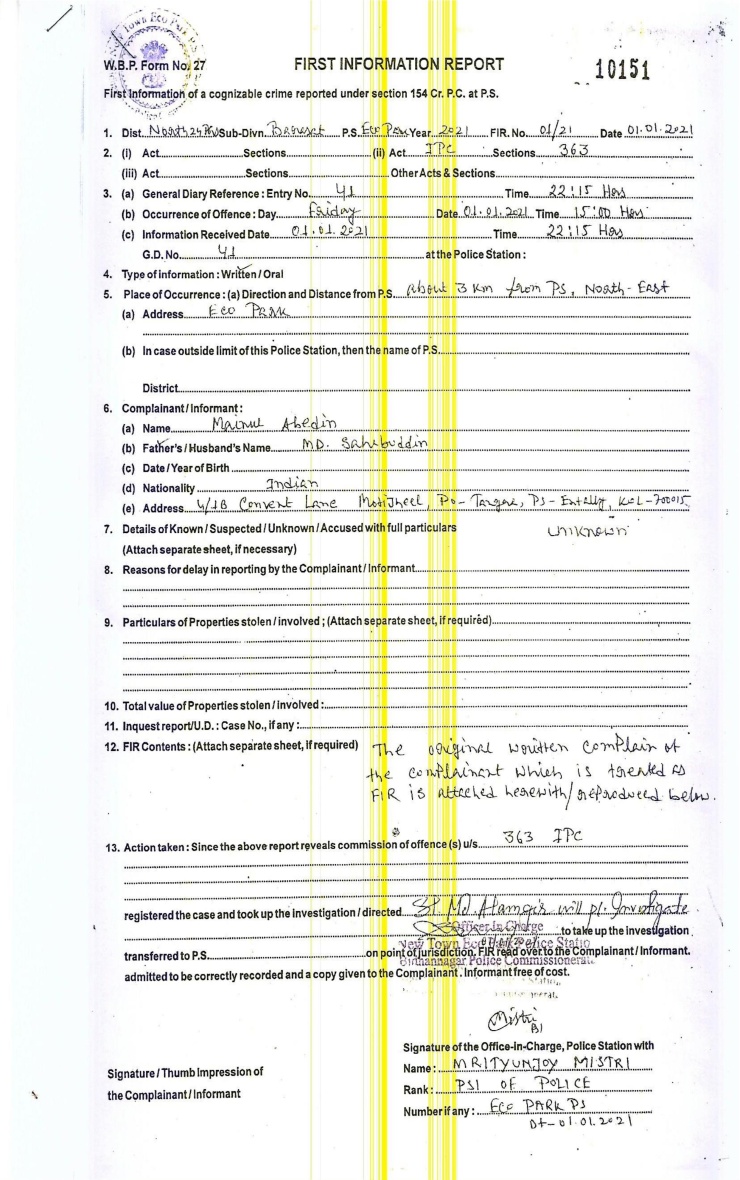 Town Eco Park P.S.
W.B.P. Form No. 27
FIRST INFORMATION REPORT
10151
First Information of a cognizable crime reported under section 154 Cr. P.C. at P.S.
1. Dist. North 24 Pgs Sub-Divn. Barasat P.S. Eco Park Year 2021 FIR. No. 01/21 Date 01.01.2021
2. (i) Act Sections (ii) Act IPC Sections 363
(iii) Act Sections Other Acts & Sections
3. (a) General Diary Reference : Entry No. 41 Time 22:15 Hrs
(b) Occurrence of Offence : Day Friday Date 01.01.2021 Time 15:00 Hrs
(c) Information Received Date 01.01.2021 Time 22:15 Hrs
G.D. No. 41 at the Police Station :
4. Type of information : Written / Oral
5. Place of Occurrence : (a) Direction and Distance from P.S. About 3 Km from PS, North-East
(a) Address Eco Park
(b) In case outside limit of this Police Station, then the name of P.S.
District
6. Complainant / Informant :
(a) Name Mainul Abedin
(b) Father's / Husband's Name MD. Sahabuddin
(c) Date / Year of Birth
(d) Nationality Indian
(e) Address 4/1B Convent Lane Motijheel, Po- Tangra, PS- Entally, Kol-700015
7. Details of Known / Suspected / Unknown / Accused with full particulars Unknown
(Attach separate sheet, if necessary)
8. Reasons for delay in reporting by the Complainant / Informant
9. Particulars of Properties stolen / involved ; (Attach separate sheet, if required)
10. Total value of Properties stolen / involved :
11. Inquest report/U.D. : Case No., if any :
12. FIR Contents : (Attach separate sheet, If required) The original written complain of
the complainant which is treated as
FIR is attached herewith/reproduced below.
13. Action taken : Since the above report reveals commission of offence (s) u/s. 363 IPC
registered the case and took up the investigation / directed SI Md Alamgir will pl. Investigate
Officer In Charge to take up the investigation
New Town Eco Park Police Statio
transferred to P.S. on point of jurisdiction, FIR read over to the Complainant / Informant.
Bidhannagar Police Commissionerat
admitted to be correctly recorded and a copy given to the Complainant . Informant free of cost.
Mistri
SI
Signature of the Office-in-Charge, Police Station with
Name : MRITYUNJOY MISTRI
Signature / Thumb Impression of
Rank : PSI OF POLICE
the Complainant / Informant
Number if any : ECO PARK PS
Dt- 01.01.2021